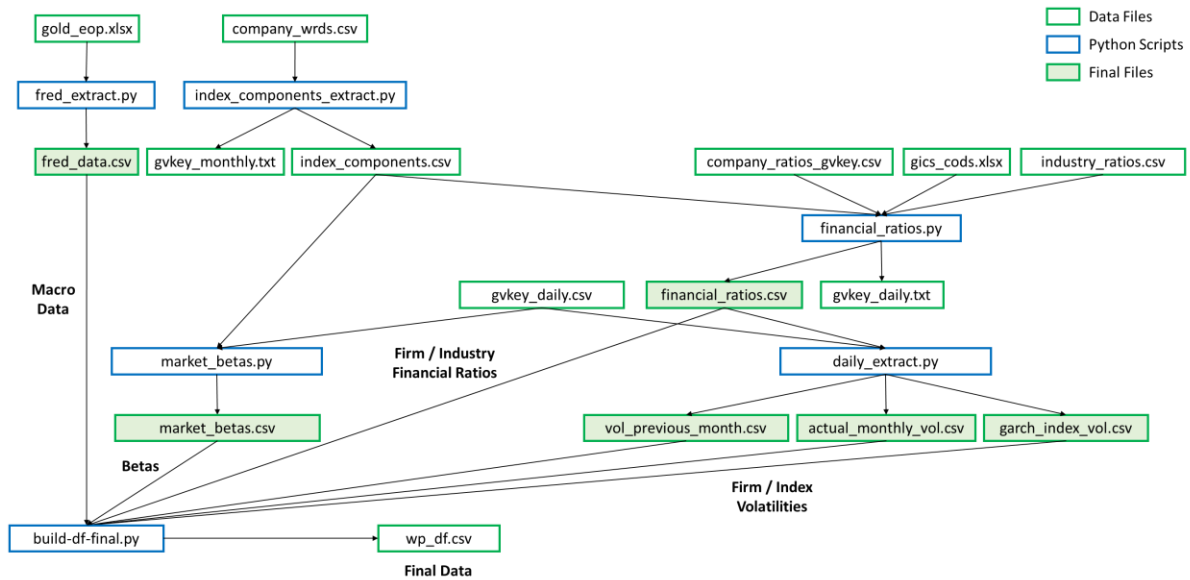 gold_eop.xlsx
company_wrds.csv
Data Files
Python Scripts
Final Files
fred_extract.py
index_components_extract.py
fred_data.csv
gvkey_monthly.txt
index_components.csv
company_ratios_gvkey.csv
gics_cods.xlsx
industry_ratios.csv
financial_ratios.py
Macro
Data
gvkey_daily.csv
financial_ratios.csv
gvkey_daily.txt
market_betas.py
Firm / Industry
Financial Ratios
daily_extract.py
market_betas.csv
vol_previous_month.csv
actual_monthly_vol.csv
garch_index_vol.csv
Betas
Firm / Index
Volatilities
build-df-final.py
wp_df.csv
Final Data